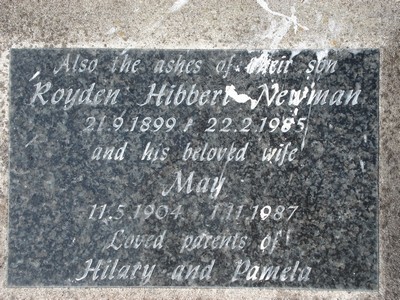 Also the ashes of their son
Royden Hibbert Newman
21.9.1899 - 22.2.1985
and his beloved wife
May
11.5.1904 - 1.11.1987
Loved parents of
Hilary and Pamela